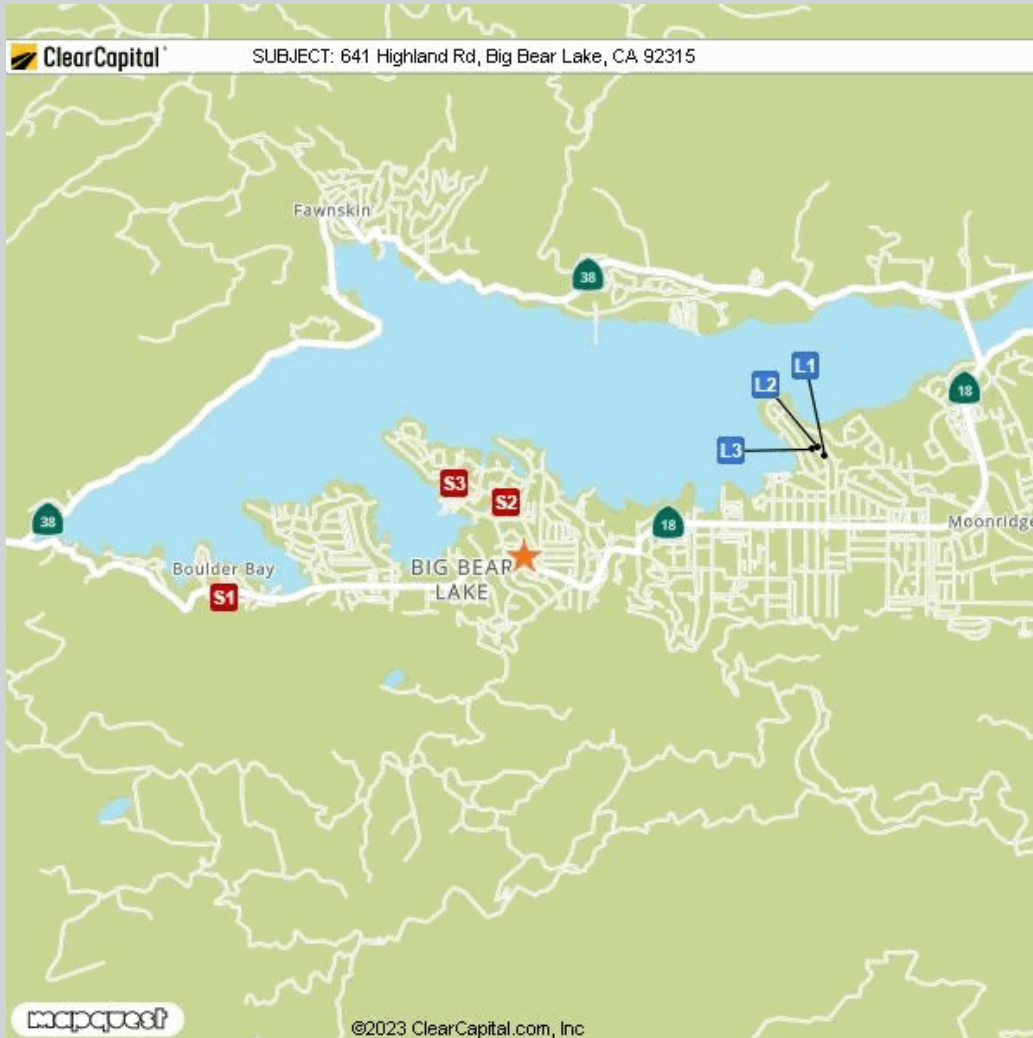 ClearCapital
SUBJECT: 641 Highland Rd, Big Bear Lake, CA 92315
Fawnskin
38
L1
L2
18
L3
S3
S2
38
18
Moonridge
Boulder Bay
BIG BEAR
LAKE
S1
mapquest
©2023 ClearCapital.com, Inc